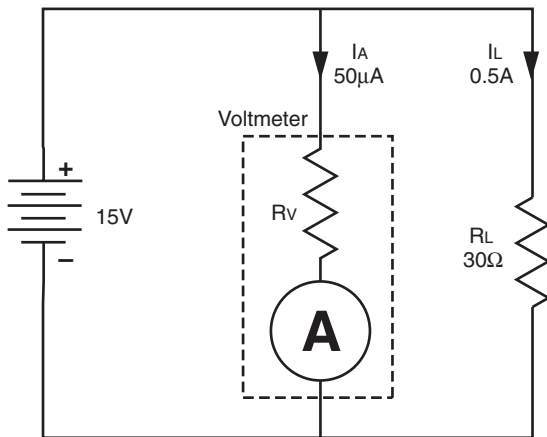 IA
50μA
IL
0.5A
Voltmeter
+
15V
–
RV
RL
30Ω
A